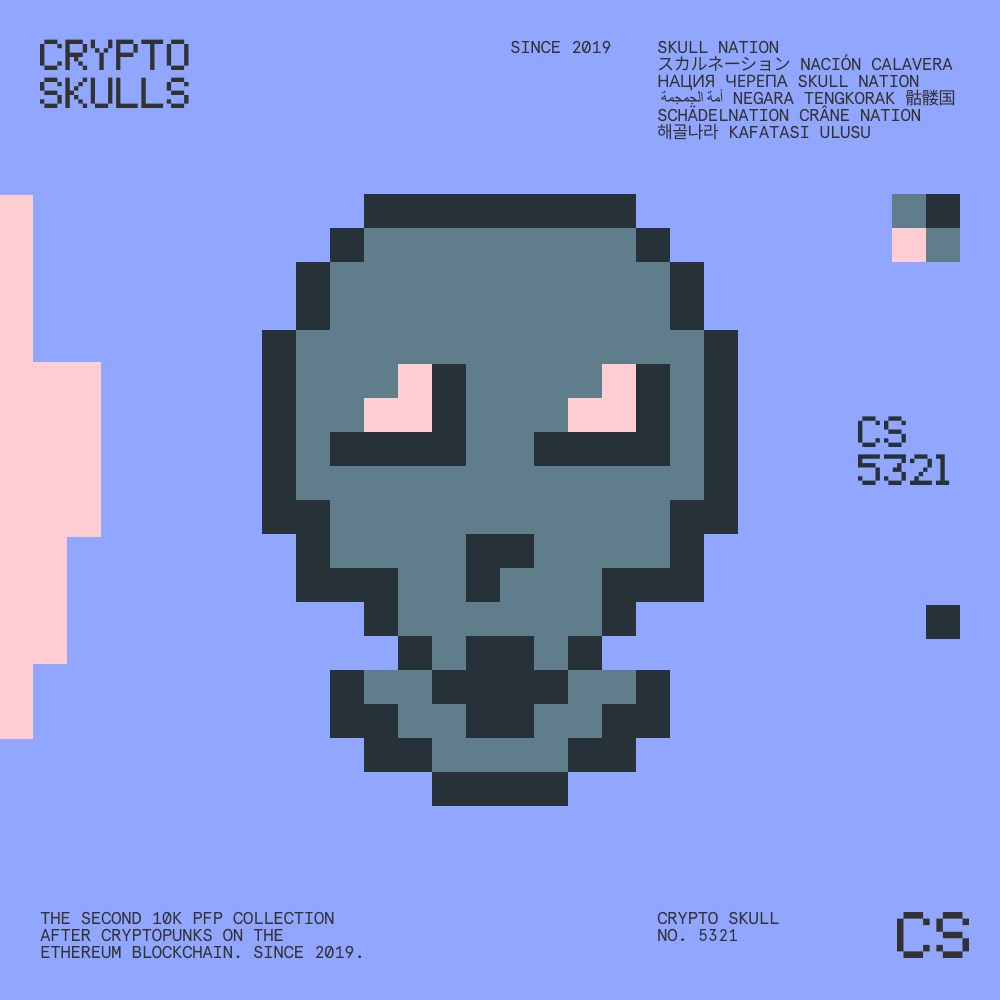 CRYPTO
SKULLS
SINCE 2019
SKULL NATION
スカルネーション NACIÓN CALAVERA
НАЦИЯ ЧЕРЕПА SKULL NATION
أمة الجمجمة NEGARA TENGKORAK 骷髅国
SCHÄDELNATION CRÂNE NATION
해골나라 KAFATASI ULUSU
CS
5321
THE SECOND 10K PFP COLLECTION
AFTER CRYPTOPUNKS ON THE
ETHEREUM BLOCKCHAIN. SINCE 2019.
CRYPTO SKULL
NO. 5321
CS